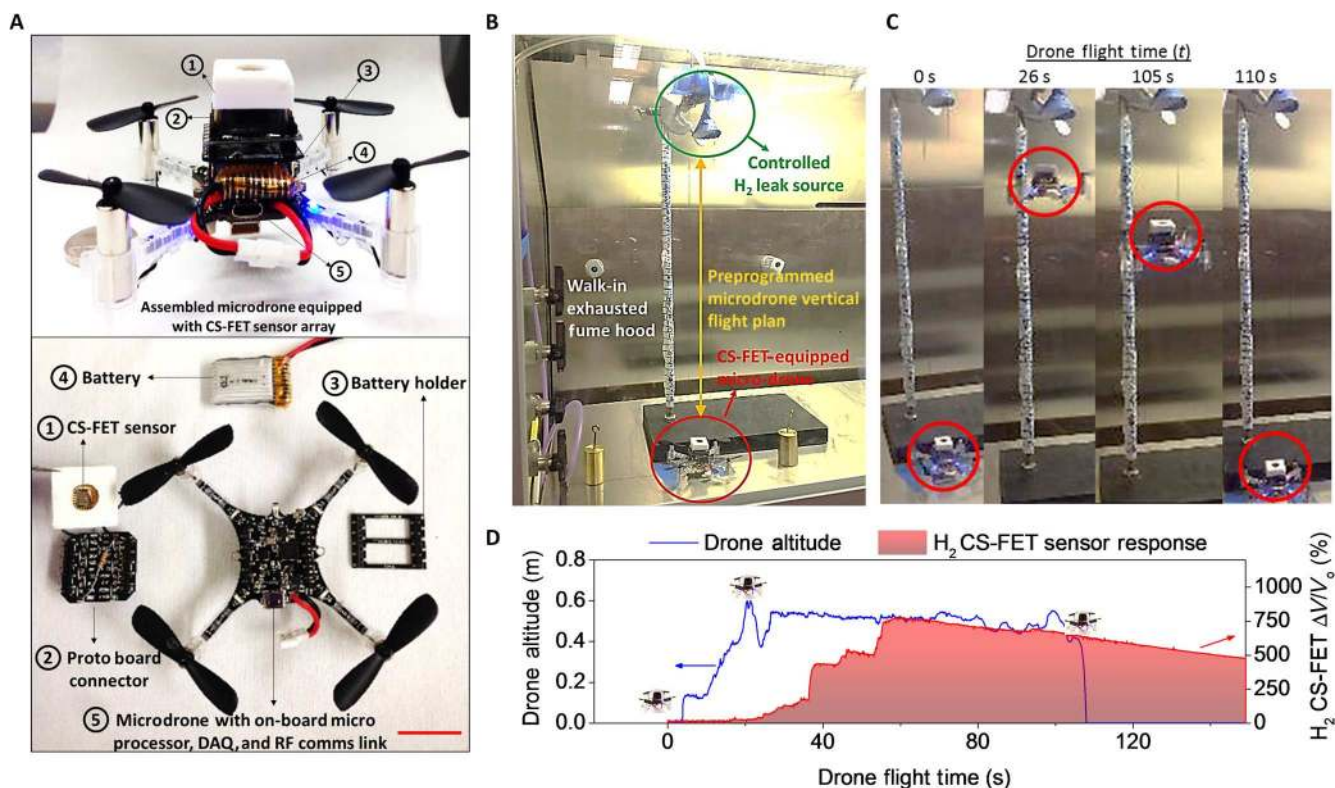 A
①
②
③
④
⑤
Assembled microdrone equipped
with CS-FET sensor array
④ Battery
③ Battery holder
① CS-FET sensor
② Proto board
connector
⑤ Microdrone with on-board micro
processor, DAQ, and RF comms link
B
Controlled
H₂ leak source
Walk-in
exhausted
fume hood
Preprogrammed
microdrone vertical
flight plan
CS-FET-equipped
micro-drone
C
Drone flight time (t)
0 s 26 s 105 s 110 s
D
Drone altitude
H₂ CS-FET sensor response
Drone altitude (m)
0.8
0.6
0.4
0.2
0.0
H₂ CS-FET ΔV/Vₒ (%)
1000
750
500
250
0
0 40 80 120
Drone flight time (s)